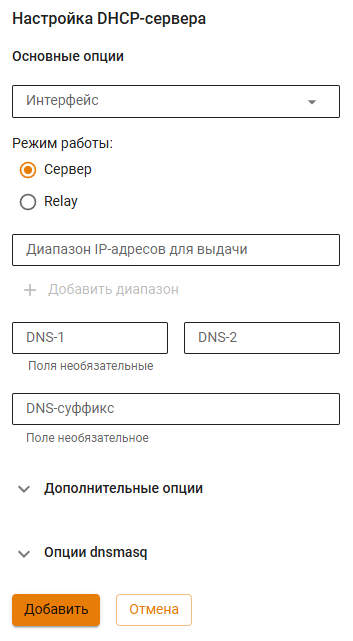 Настройка DHCP-сервера
Основные опции
Интерфейс
Режим работы:
Сервер
Relay
Диапазон IP-адресов для выдачи
Добавить диапазон
DNS-1 DNS-2
Поля необязательные
DNS-суффикс
Поле необязательное
Дополнительные опции
Опции dnsmasq
Добавить Отмена